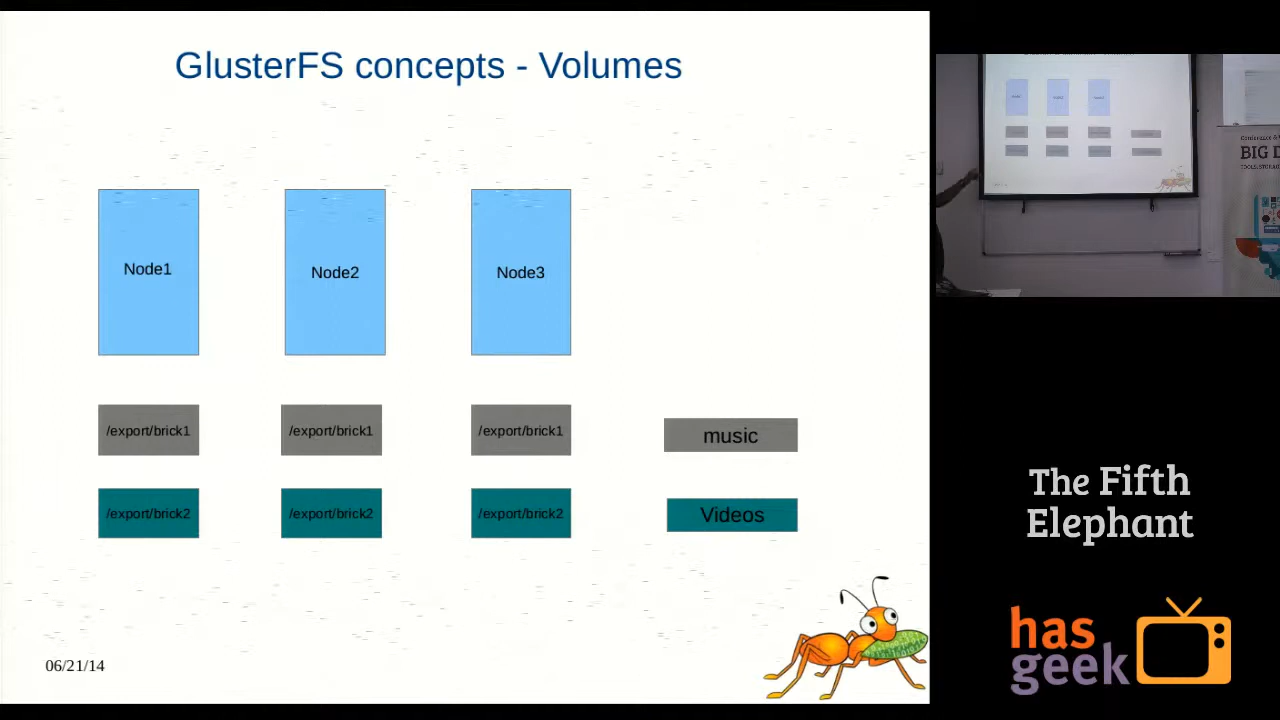 GlusterFS concepts - Volumes
Node1
Node2
Node3
/export/brick1
/export/brick1
/export/brick1
music
/export/brick2
/export/brick2
/export/brick2
Videos
06/21/14
BIG D
The Fifth
Elephant
has
geek